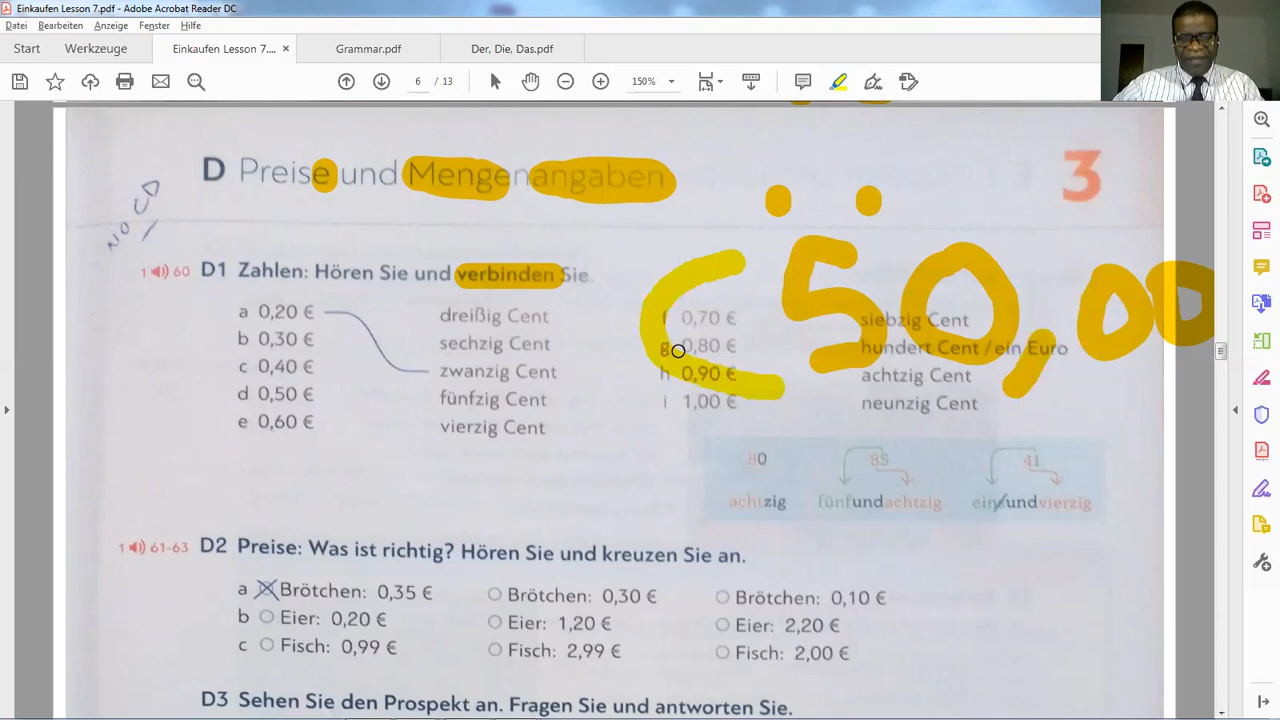 Einkaufen Lesson 7.pdf - Adobe Acrobat Reader DC
Datei Bearbeiten Anzeige Fenster Hilfe
Start Werkzeuge Einkaufen Lesson 7.... × Grammar.pdf Der, Die, Das.pdf
6 / 13 150%
D Preise und Mengenangaben 3
NO CD
1 60 D1 Zahlen: Hören Sie und verbinden Sie.
50,00
a 0,20 € dreißig Cent f 0,70 € siebzig Cent
b 0,30 € sechzig Cent g 0,80 € hundert Cent / ein Euro
c 0,40 € zwanzig Cent h 0,90 € achtzig Cent
d 0,50 € fünfzig Cent i 1,00 € neunzig Cent
e 0,60 € vierzig Cent
80 85 41
achtzig fünfundachtzig einsundvierzig
1 61-63 D2 Preise: Was ist richtig? Hören Sie und kreuzen Sie an.
a Brötchen: 0,35 € Brötchen: 0,30 € Brötchen: 0,10 €
b Eier: 0,20 € Eier: 1,20 € Eier: 2,20 €
c Fisch: 0,99 € Fisch: 2,99 € Fisch: 2,00 €
D3 Sehen Sie den Prospekt an. Fragen Sie und antworten Sie.